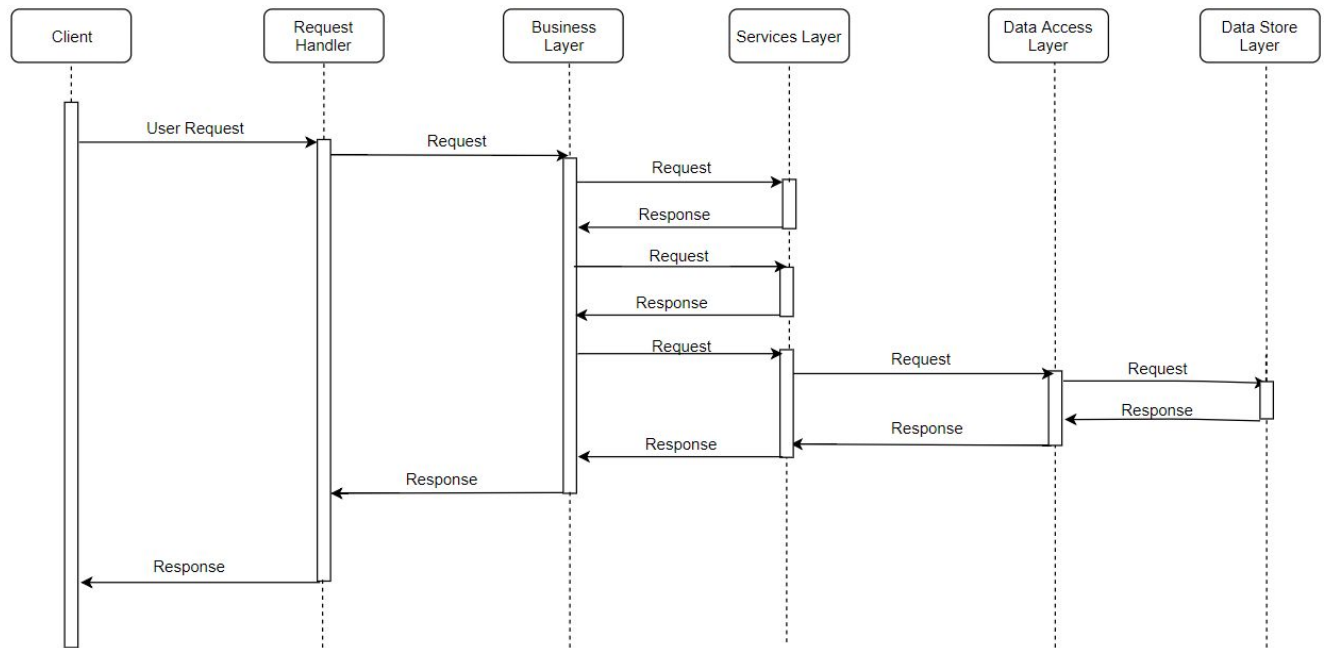 Client
Request
Handler
Business
Layer
Services Layer
Data Access
Layer
Data Store
Layer
User Request
Request
Request
Response
Request
Response
Request
Request
Request
Response
Response
Response
Response
Response